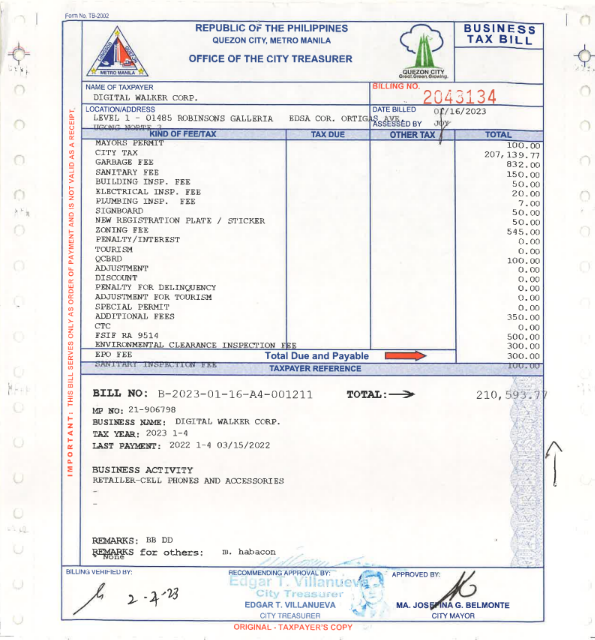 Form No. TB-2002
REPUBLIC OF THE PHILIPPINES
QUEZON CITY, METRO MANILA
OFFICE OF THE CITY TREASURER
METRO MANILA
QUEZON CITY
BUSINESS
TAX BILL
NAME OF TAXPAYER
DIGITAL WALKER CORP.
BILLING NO.
2043134
LOCATION/ADDRESS
LEVEL 1 - 01485 ROBINSONS GALLERIA EDSA COR. ORTIGAS AVE.
UGONG NORTE
DATE BILLED 01/16/2023
ASSESSED BY JOY
KIND OF FEE/TAX TAX DUE OTHER TAX TOTAL
MAYORS PERMIT 100.00
CITY TAX 207,139.77
GARBAGE FEE 832.00
SANITARY FEE 150.00
BUILDING INSP. FEE 50.00
ELECTRICAL INSP. FEE 20.00
PLUMBING INSP. FEE 7.00
SIGNBOARD 50.00
NEW REGISTRATION PLATE / STICKER 50.00
ZONING FEE 545.00
PENALTY/INTEREST 0.00
TOURISM 0.00
QCBRD 100.00
ADJUSTMENT 0.00
DISCOUNT 0.00
PENALTY FOR DELINQUENCY 0.00
ADJUSTMENT FOR TOURISM 0.00
SPECIAL PERMIT 0.00
ADDITIONAL FEES 350.00
CTC 0.00
FSIF RA 9514 500.00
ENVIRONMENTAL CLEARANCE INSPECTION FEE 300.00
EPO FEE 300.00
Total Due and Payable
SANITARY INSPECTION FEE 100.00
TAXPAYER REFERENCE
BILL NO: B-2023-01-16-A4-001211 TOTAL: 210,593.77
MP NO: 21-906798
BUSINESS NAME: DIGITAL WALKER CORP.
TAX YEAR: 2023 1-4
LAST PAYMENT: 2022 1-4 03/15/2022
BUSINESS ACTIVITY
RETAILER-CELL PHONES AND ACCESSORIES
-
-
REMARKS: BB DD
REMARKS for others: m. habacon
* None
IMPORTANT: THIS BILL SERVES ONLY AS ORDER OF PAYMENT AND IS NOT VALID AS A RECEIPT.
BILLING VERIFIED BY:
2-7-23
RECOMMENDING APPROVAL BY:
Edgar T. Villanueva
City Treasurer
EDGAR T. VILLANUEVA
CITY TREASURER
APPROVED BY:
MA. JOSEFINA G. BELMONTE
CITY MAYOR
ORIGINAL - TAXPAYER'S COPY